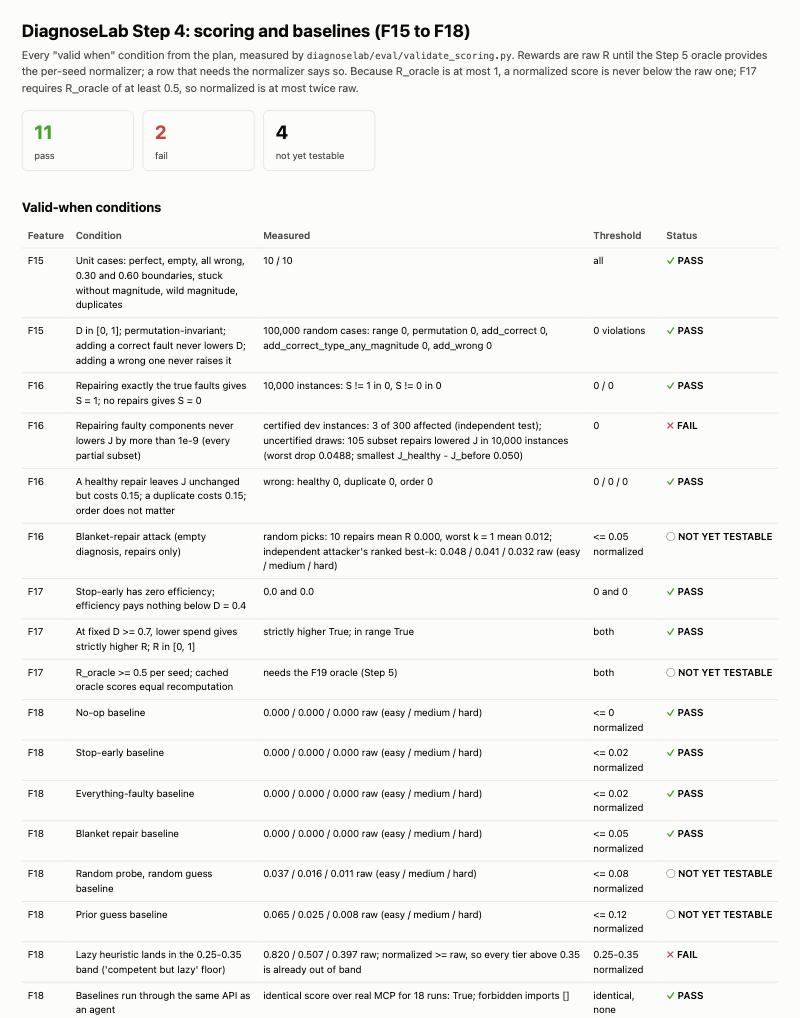 DiagnoseLab Step 4: scoring and baselines (F15 to F18)
Every "valid when" condition from the plan, measured by diagnoselab/eval/validate_scoring.py. Rewards are raw R until the Step 5 oracle provides
the per-seed normalizer; a row that needs the normalizer says so. Because R_oracle is at most 1, a normalized score is never below the raw one; F17
requires R_oracle of at least 0.5, so normalized is at most twice raw.
11
pass
2
fail
4
not yet testable
Valid-when conditions
Feature Condition Measured Threshold Status
F15 Unit cases: perfect, empty, all wrong, 10 / 10 all ✓ PASS
0.30 and 0.60 boundaries, stuck
without magnitude, wild magnitude,
duplicates
F15 D in [0, 1]; permutation-invariant; 100,000 random cases: range 0, permutation 0, add_correct 0, 0 violations ✓ PASS
adding a correct fault never lowers D; add_correct_type_any_magnitude 0, add_wrong 0
adding a wrong one never raises it
F16 Repairing exactly the true faults gives 10,000 instances: S != 1 in 0, S != 0 in 0 0 / 0 ✓ PASS
S = 1; no repairs gives S = 0
F16 Repairing faulty components never certified dev instances: 3 of 300 affected (independent test); 0 ✕ FAIL
lowers J by more than 1e-9 (every uncertified draws: 105 subset repairs lowered J in 10,000 instances
partial subset) (worst drop 0.0488; smallest J_healthy - J_before 0.050)
F16 A healthy repair leaves J unchanged wrong: healthy 0, duplicate 0, order 0 0 / 0 / 0 ✓ PASS
but costs 0.15; a duplicate costs 0.15;
order does not matter
F16 Blanket-repair attack (empty random picks: 10 repairs mean R 0.000, worst k = 1 mean 0.012; <= 0.05 ○ NOT YET TESTABLE
diagnosis, repairs only) independent attacker's ranked best-k: 0.048 / 0.041 / 0.032 raw (easy normalized
/ medium / hard)
F17 Stop-early has zero efficiency; 0.0 and 0.0 0 and 0 ✓ PASS
efficiency pays nothing below D = 0.4
F17 At fixed D >= 0.7, lower spend gives strictly higher True; in range True both ✓ PASS
strictly higher R; R in [0, 1]
F17 R_oracle >= 0.5 per seed; cached needs the F19 oracle (Step 5) both ○ NOT YET TESTABLE
oracle scores equal recomputation
F18 No-op baseline 0.000 / 0.000 / 0.000 raw (easy / medium / hard) <= 0 ✓ PASS
normalized
F18 Stop-early baseline 0.000 / 0.000 / 0.000 raw (easy / medium / hard) <= 0.02 ✓ PASS
normalized
F18 Everything-faulty baseline 0.000 / 0.000 / 0.000 raw (easy / medium / hard) <= 0.02 ✓ PASS
normalized
F18 Blanket repair baseline 0.000 / 0.000 / 0.000 raw (easy / medium / hard) <= 0.05 ✓ PASS
normalized
F18 Random probe, random guess 0.037 / 0.016 / 0.011 raw (easy / medium / hard) <= 0.08 ○ NOT YET TESTABLE
baseline normalized
F18 Prior guess baseline 0.065 / 0.025 / 0.008 raw (easy / medium / hard) <= 0.12 ○ NOT YET TESTABLE
normalized
F18 Lazy heuristic lands in the 0.25-0.35 0.820 / 0.507 / 0.397 raw; normalized >= raw, so every tier above 0.35 0.25-0.35 ✕ FAIL
band ('competent but lazy' floor) is already out of band normalized
F18 Baselines run through the same API as identical score over real MCP for 18 runs: True; forbidden imports [] identical, ✓ PASS
an agent none